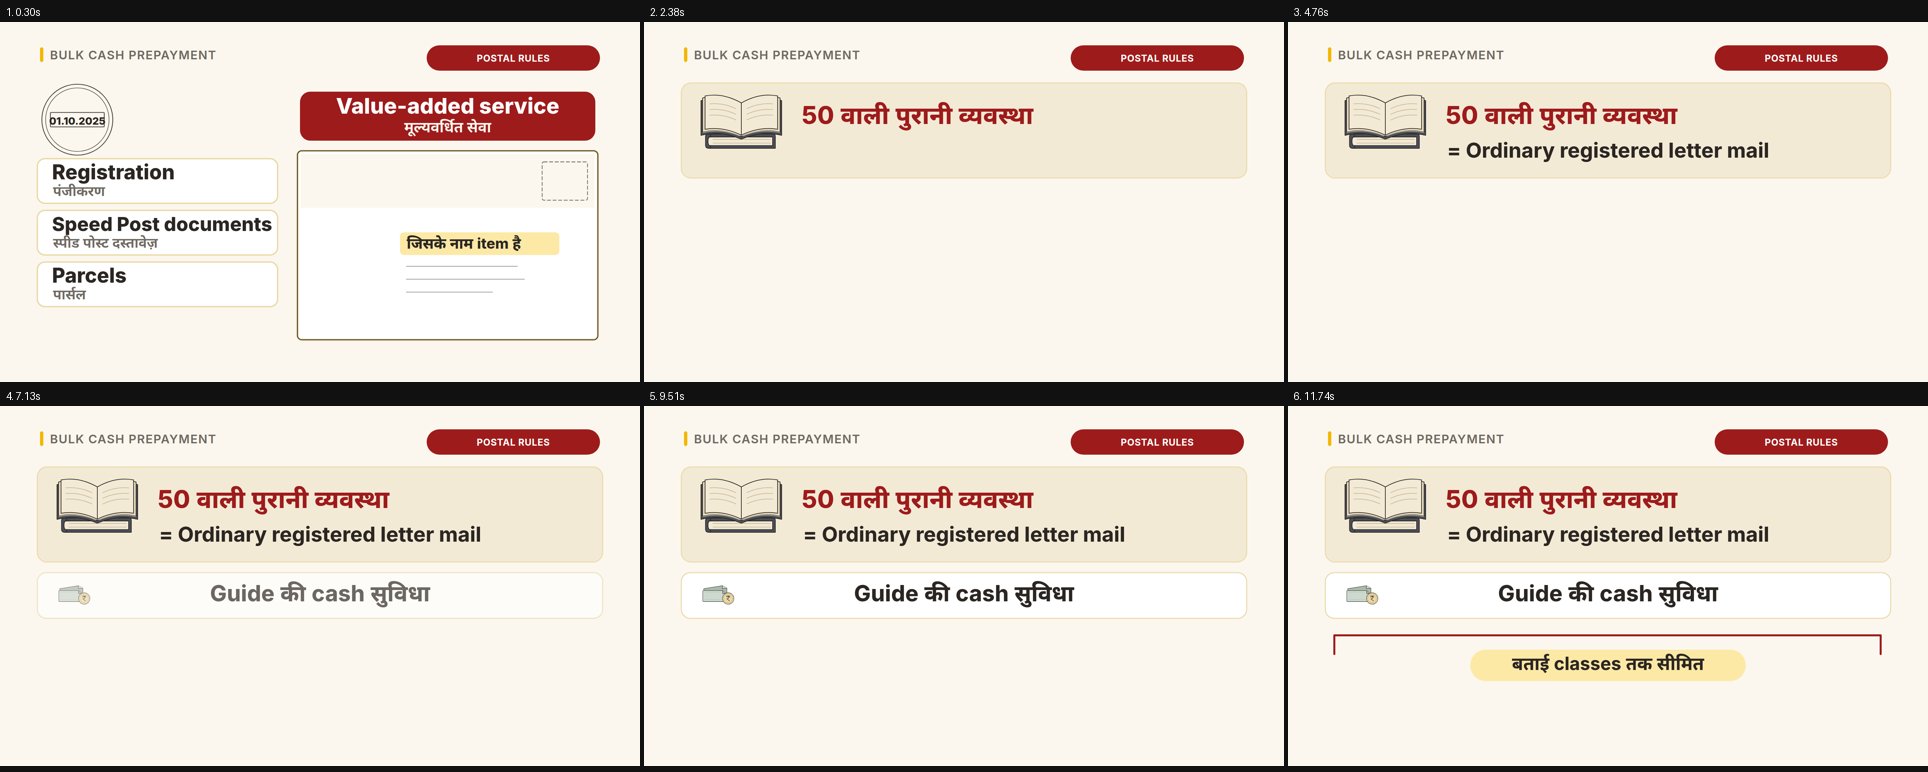 1. 0.30s
BULK CASH PREPAYMENT
POSTAL RULES
01.10.2025
Value-added service
मूल्यवर्धित सेवा
Registration
पंजीकरण
Speed Post documents
स्पीड पोस्ट दस्तावेज़
Parcels
पार्सल
जिसके नाम item है
2. 2.38s
BULK CASH PREPAYMENT
POSTAL RULES
50 वाली पुरानी व्यवस्था
3. 4.76s
BULK CASH PREPAYMENT
POSTAL RULES
50 वाली पुरानी व्यवस्था
= Ordinary registered letter mail
4. 7.13s
BULK CASH PREPAYMENT
POSTAL RULES
50 वाली पुरानी व्यवस्था
= Ordinary registered letter mail
₹
Guide की cash सुविधा
5. 9.51s
BULK CASH PREPAYMENT
POSTAL RULES
50 वाली पुरानी व्यवस्था
= Ordinary registered letter mail
₹
Guide की cash सुविधा
6. 11.74s
BULK CASH PREPAYMENT
POSTAL RULES
50 वाली पुरानी व्यवस्था
= Ordinary registered letter mail
₹
Guide की cash सुविधा
बताई classes तक सीमित